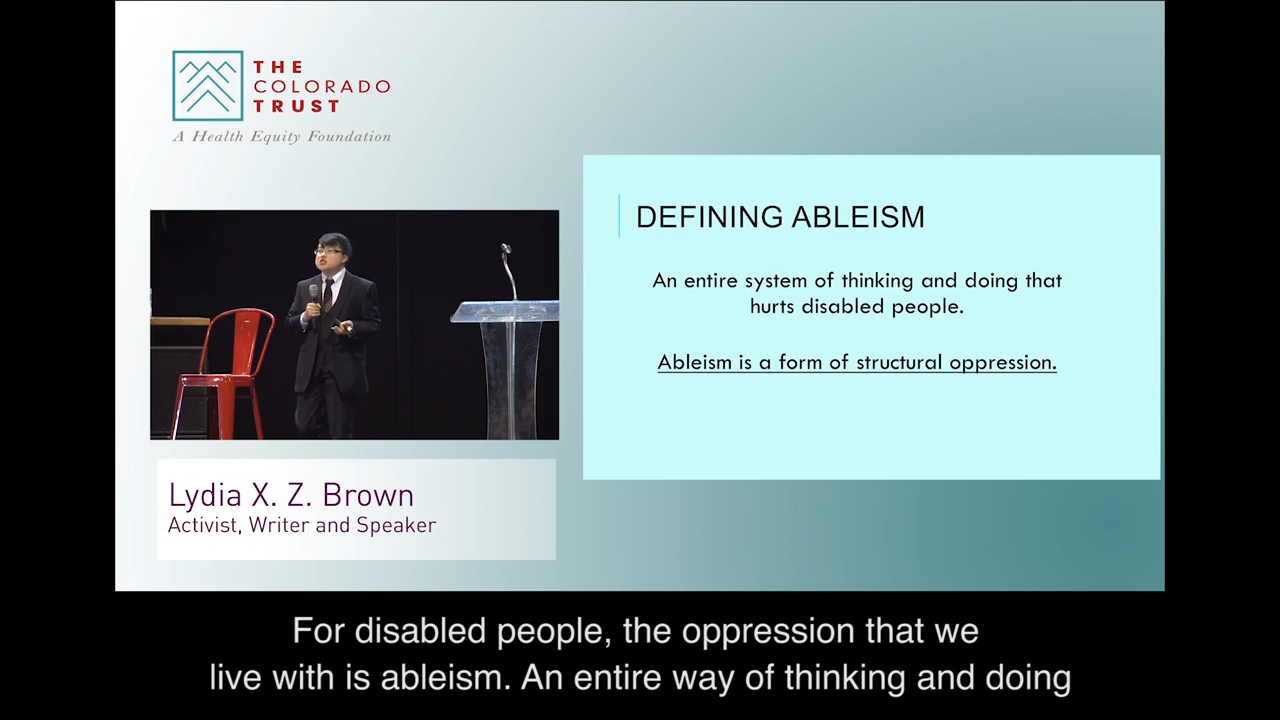 THE
COLORADO
TRUST
A Health Equity Foundation
DEFINING ABLEISM
An entire system of thinking and doing that
hurts disabled people.
Ableism is a form of structural oppression.
Lydia X. Z. Brown
Activist, Writer and Speaker
For disabled people, the oppression that we
live with is ableism. An entire way of thinking and doing